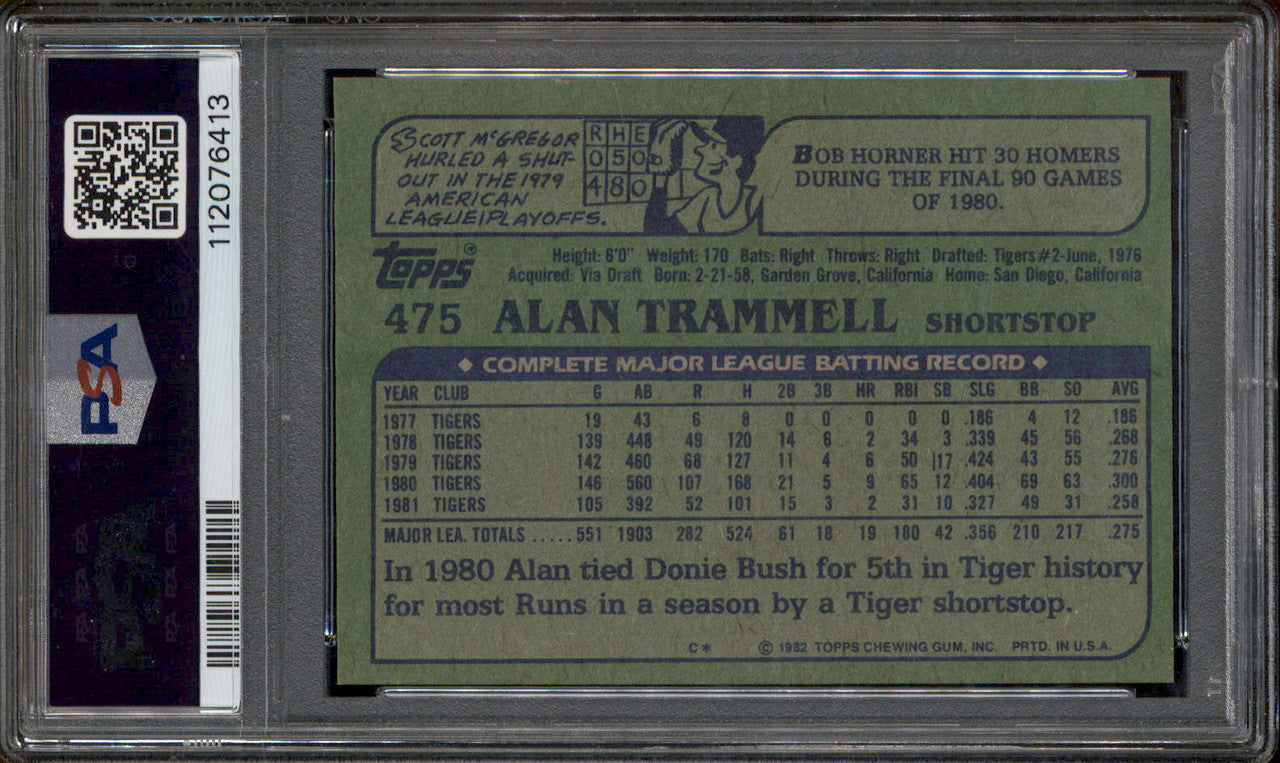 112076413
PSA
SCOTT McGREGOR
HURLED A SHUT-
OUT IN THE 1979
AMERICAN
LEAGUE PLAYOFFS.
R H E
0 5 0
4 8 0
BOB HORNER HIT 30 HOMERS
DURING THE FINAL 90 GAMES
OF 1980.
Topps®
Height: 6'0" Weight: 170 Bats: Right Throws: Right Drafted: Tigers #2-June, 1976
Acquired: Via Draft Born: 2-21-58, Garden Grove, California Home: San Diego, California
475 ALAN TRAMMELL SHORTSTOP
◆ COMPLETE MAJOR LEAGUE BATTING RECORD ◆
YEAR CLUB G AB R H 2B 3B HR RBI SB SLG BB SO AVG
1977 TIGERS 19 43 6 8 0 0 0 0 0 .186 4 12 .186
1978 TIGERS 139 448 49 120 14 6 2 34 3 .339 45 56 .268
1979 TIGERS 142 460 68 127 11 4 6 50 17 .424 43 55 .276
1980 TIGERS 146 560 107 168 21 5 9 65 12 .404 69 63 .300
1981 TIGERS 105 392 52 101 15 3 2 31 10 .327 49 31 .258
MAJOR LEA. TOTALS .....551 1903 282 524 61 18 19 180 42 .356 210 217 .275
In 1980 Alan tied Donie Bush for 5th in Tiger history
for most Runs in a season by a Tiger shortstop.
C* © 1982 TOPPS CHEWING GUM, INC. PRTD. IN U.S.A.